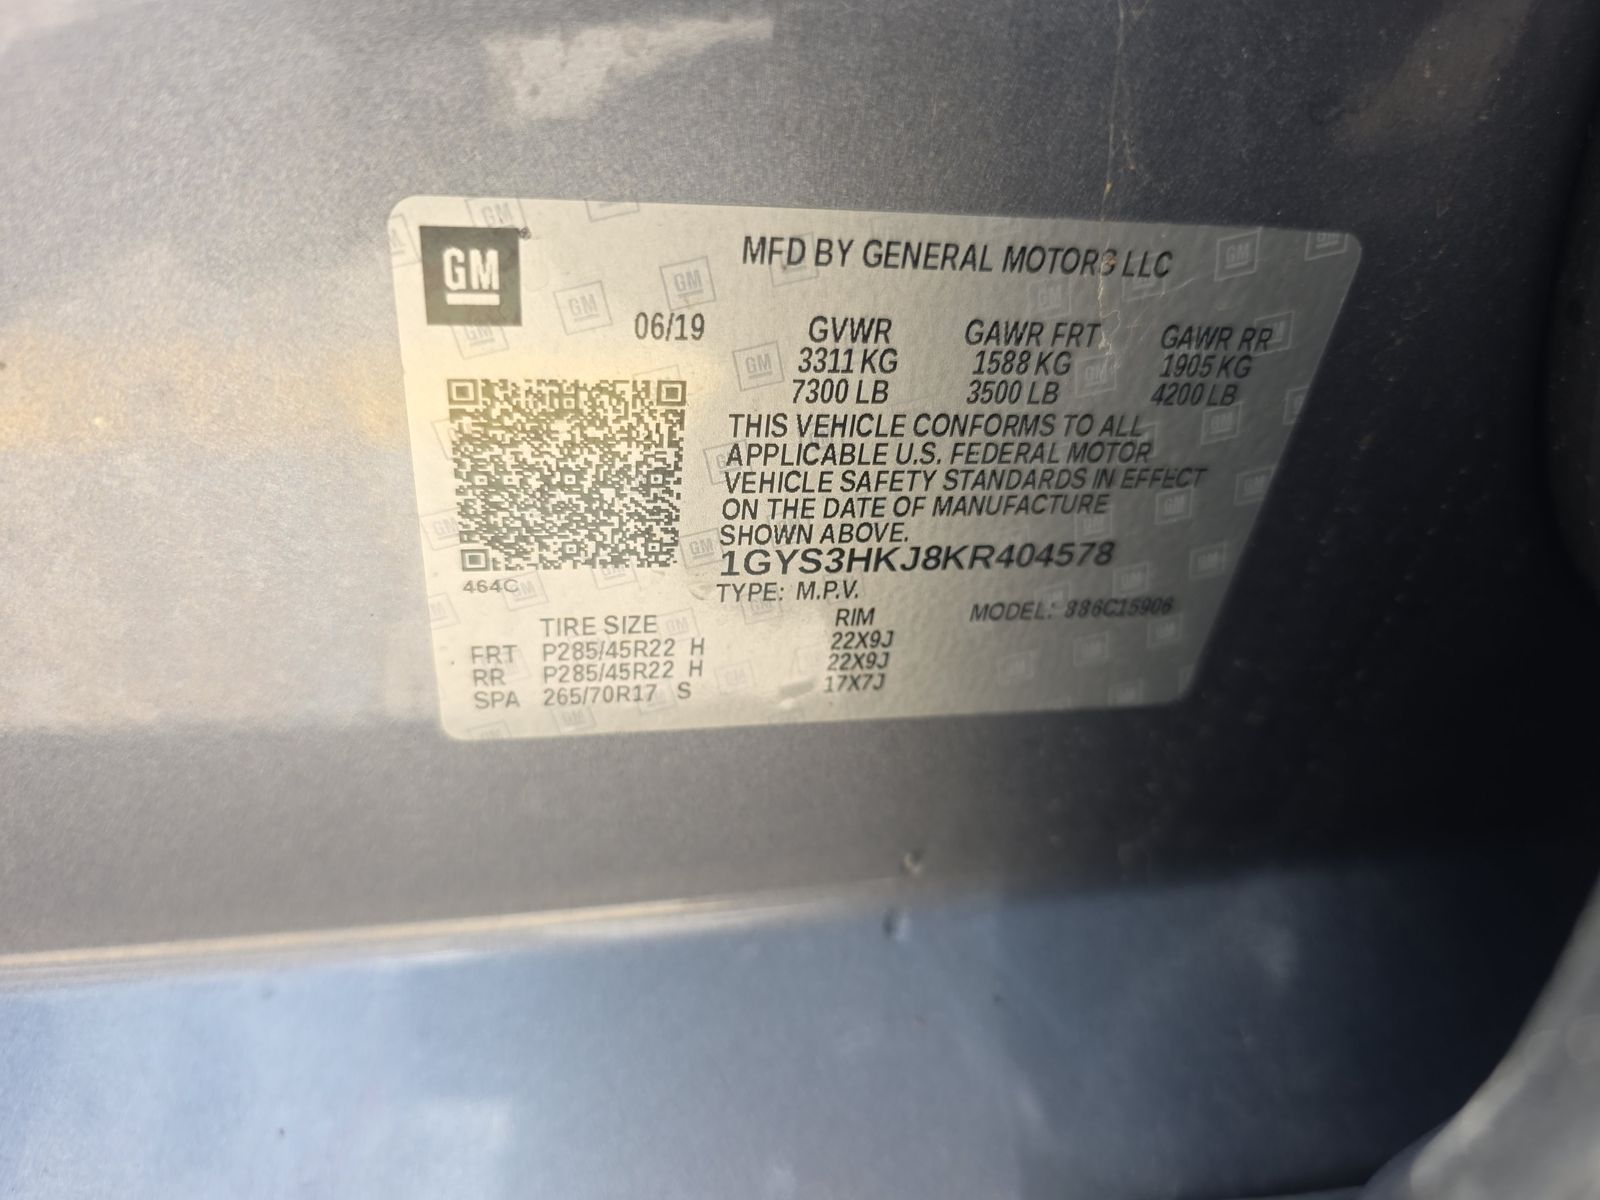 GM
MFD BY GENERAL MOTORS LLC
06/19
GVWR GAWR FRT GAWR RR
3311 KG 1588 KG 1905 KG
7300 LB 3500 LB 4200 LB
THIS VEHICLE CONFORMS TO ALL
APPLICABLE U.S. FEDERAL MOTOR
VEHICLE SAFETY STANDARDS IN EFFECT
ON THE DATE OF MANUFACTURE
SHOWN ABOVE.
1GYS3HKJ8KR404578
464C
TYPE: M.P.V.
MODEL: 886C15906
TIRE SIZE RIM
FRT P285/45R22 H 22X9J
RR P285/45R22 H 22X9J
SPA 265/70R17 S 17X7J